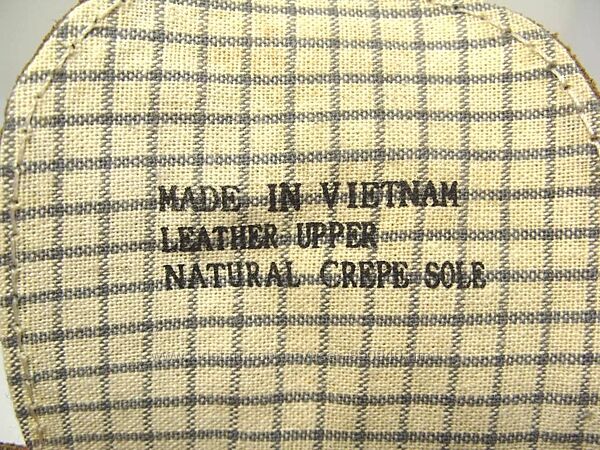 MADE IN VIETNAM
LEATHER UPPER
NATURAL CREPE SOLE